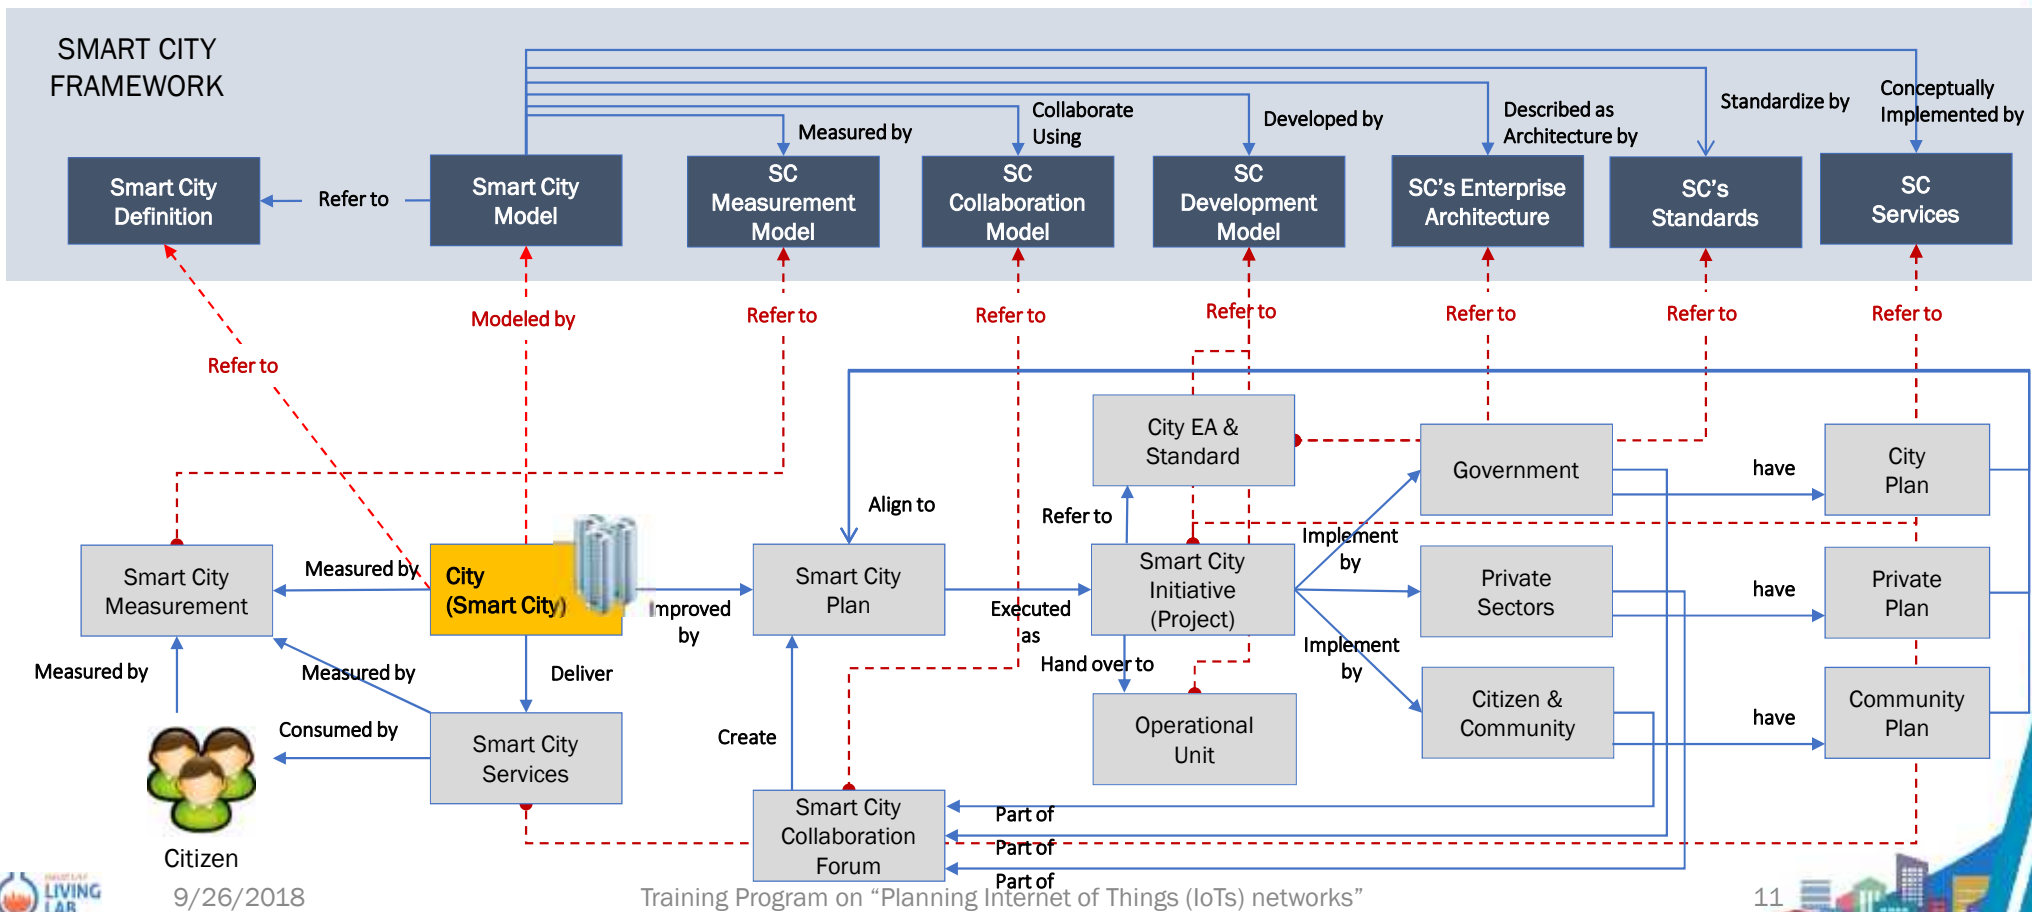 SMART CITY
FRAMEWORK
Measured by
Collaborate
Using
Developed by
Described as
Architecture by
Standardize by
Conceptually
Implemented by
Smart City
Definition
Refer to
Smart City
Model
SC
Measurement
Model
SC
Collaboration
Model
SC
Development
Model
SC's Enterprise
Architecture
SC's
Standards
SC
Services
Refer to
Modeled by
Refer to
Refer to
Refer to
Refer to
Refer to
Refer to
City EA &
Standard
Government
have
City
Plan
Align to
Refer to
Implement
by
Smart City
Measurement
Measured by
City
(Smart City)
Improved
by
Smart City
Plan
Executed
as
Smart City
Initiative
(Project)
Private
Sectors
have
Private
Plan
Measured by
Measured by
Deliver
Hand over to
Implement
by
Citizen &
Community
have
Community
Plan
Consumed by
Smart City
Services
Create
Operational
Unit
Smart City
Collaboration
Forum
Part of
Part of
Part of
Citizen
LIVING
LAB
9/26/2018
Training Program on “Planning Internet of Things (IoTs) networks”
11